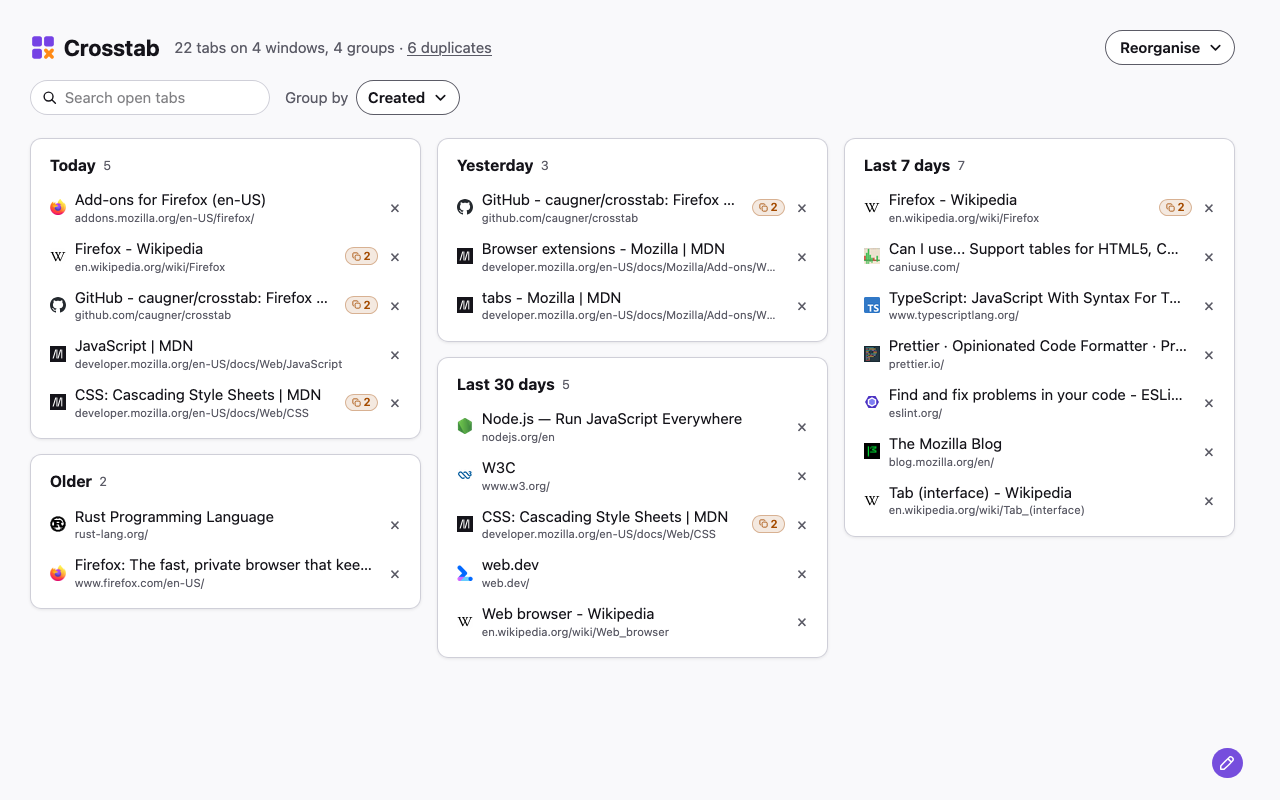 Crosstab
22 tabs on 4 windows, 4 groups · 6 duplicates
Reorganise
Search open tabs
Group by
Created
Today 5
Add-ons for Firefox (en-US)
addons.mozilla.org/en-US/firefox/
Firefox - Wikipedia
2
en.wikipedia.org/wiki/Firefox
GitHub - caugner/crosstab: Firefox ...
2
github.com/caugner/crosstab
JavaScript | MDN
developer.mozilla.org/en-US/docs/Web/JavaScript
CSS: Cascading Style Sheets | MDN
2
developer.mozilla.org/en-US/docs/Web/CSS
Older 2
Rust Programming Language
rust-lang.org/
Firefox: The fast, private browser that kee...
www.firefox.com/en-US/
Yesterday 3
GitHub - caugner/crosstab: Firefox ...
2
github.com/caugner/crosstab
Browser extensions - Mozilla | MDN
developer.mozilla.org/en-US/docs/Mozilla/Add-ons/W...
tabs - Mozilla | MDN
developer.mozilla.org/en-US/docs/Mozilla/Add-ons/W...
Last 30 days 5
Node.js — Run JavaScript Everywhere
nodejs.org/en
W3C
www.w3.org/
CSS: Cascading Style Sheets | MDN
2
developer.mozilla.org/en-US/docs/Web/CSS
web.dev
web.dev/
Web browser - Wikipedia
en.wikipedia.org/wiki/Web_browser
Last 7 days 7
Firefox - Wikipedia
2
en.wikipedia.org/wiki/Firefox
Can I use... Support tables for HTML5, C...
caniuse.com/
TypeScript: JavaScript With Syntax For T...
www.typescriptlang.org/
Prettier · Opinionated Code Formatter · Pr...
prettier.io/
Find and fix problems in your code - ESLi...
eslint.org/
The Mozilla Blog
blog.mozilla.org/en/
Tab (interface) - Wikipedia
en.wikipedia.org/wiki/Tab_(interface)